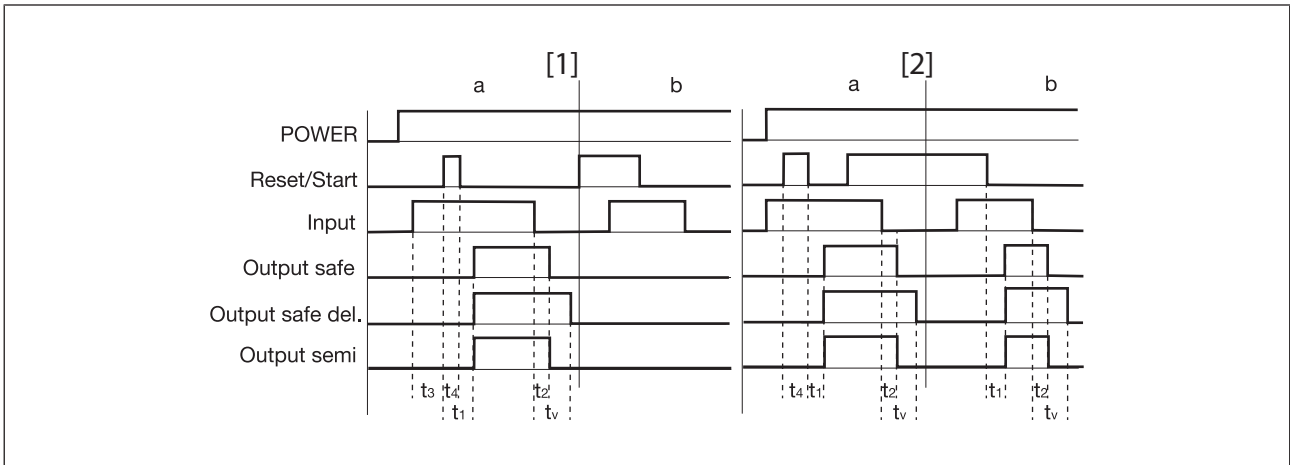 [1] [2]
a b a b
POWER
Reset/Start
Input
Output safe
Output safe del.
Output semi
t3 t4 t2 t4 t1 t2 t1 t2
t1 tv tv tv